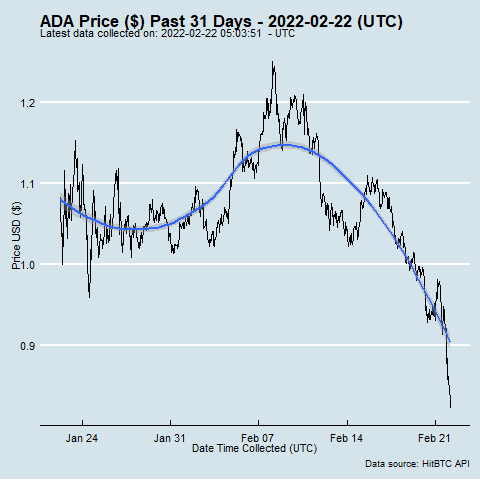 ADA Price ($) Past 31 Days - 2022-02-22 (UTC)
Latest data collected on: 2022-02-22 05:03:51 - UTC
1.2
1.1
1.0
0.9
Price USD ($)
Jan 24 Jan 31 Feb 07 Feb 14 Feb 21
Date Time Collected (UTC)
Data source: HitBTC API